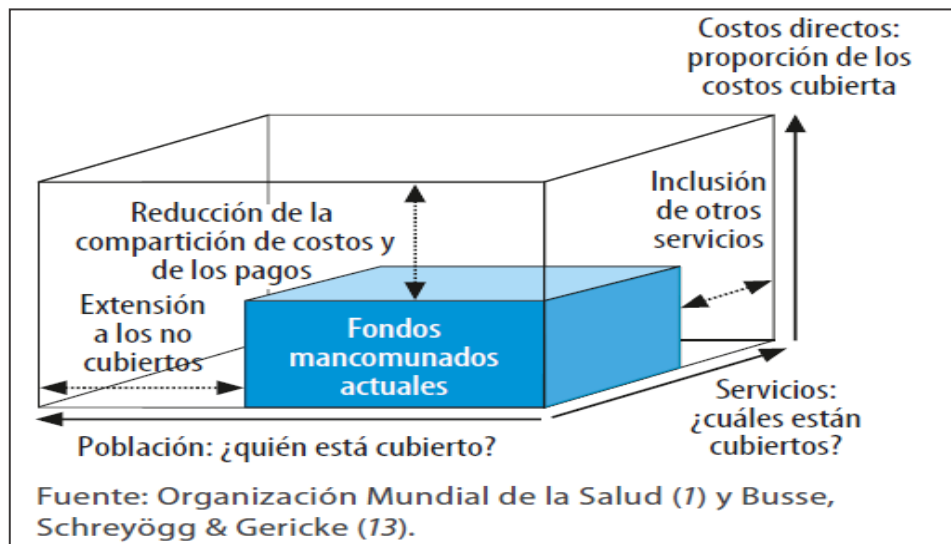 Costos directos:
proporción de los
costos cubierta
Reducción de la
compartición de costos y
de los pagos
Inclusión
de otros
servicios
Extensión
a los no
cubiertos
Fondos
mancomunados
actuales
Servicios:
¿cuáles están
cubiertos?
Población: ¿quién está cubierto?
Fuente: Organización Mundial de la Salud (1) y Busse,
Schreyögg & Gericke (13).